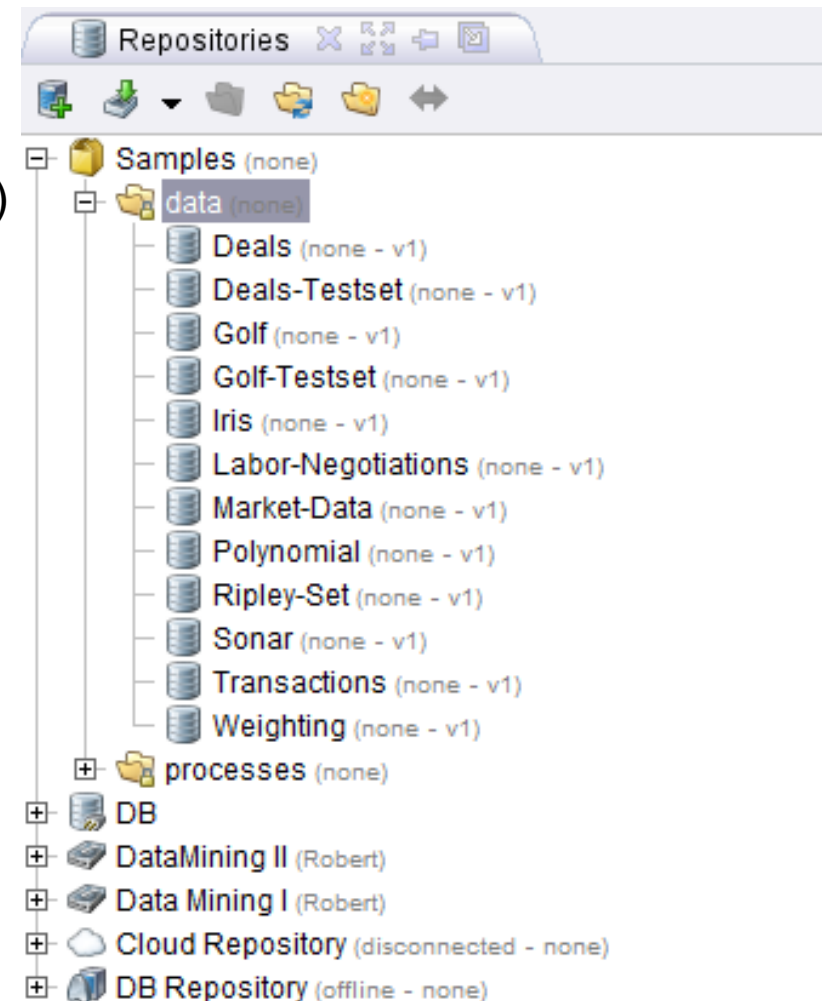 Repositories
Samples (none)
)
data (none)
Deals (none - v1)
Deals-Testset (none - v1)
Golf (none - v1)
Golf-Testset (none - v1)
Iris (none - v1)
Labor-Negotiations (none - v1)
Market-Data (none - v1)
Polynomial (none - v1)
Ripley-Set (none - v1)
Sonar (none - v1)
Transactions (none - v1)
Weighting (none - v1)
processes (none)
DB
DataMining II (Robert)
Data Mining I (Robert)
Cloud Repository (disconnected - none)
DB Repository (offline - none)